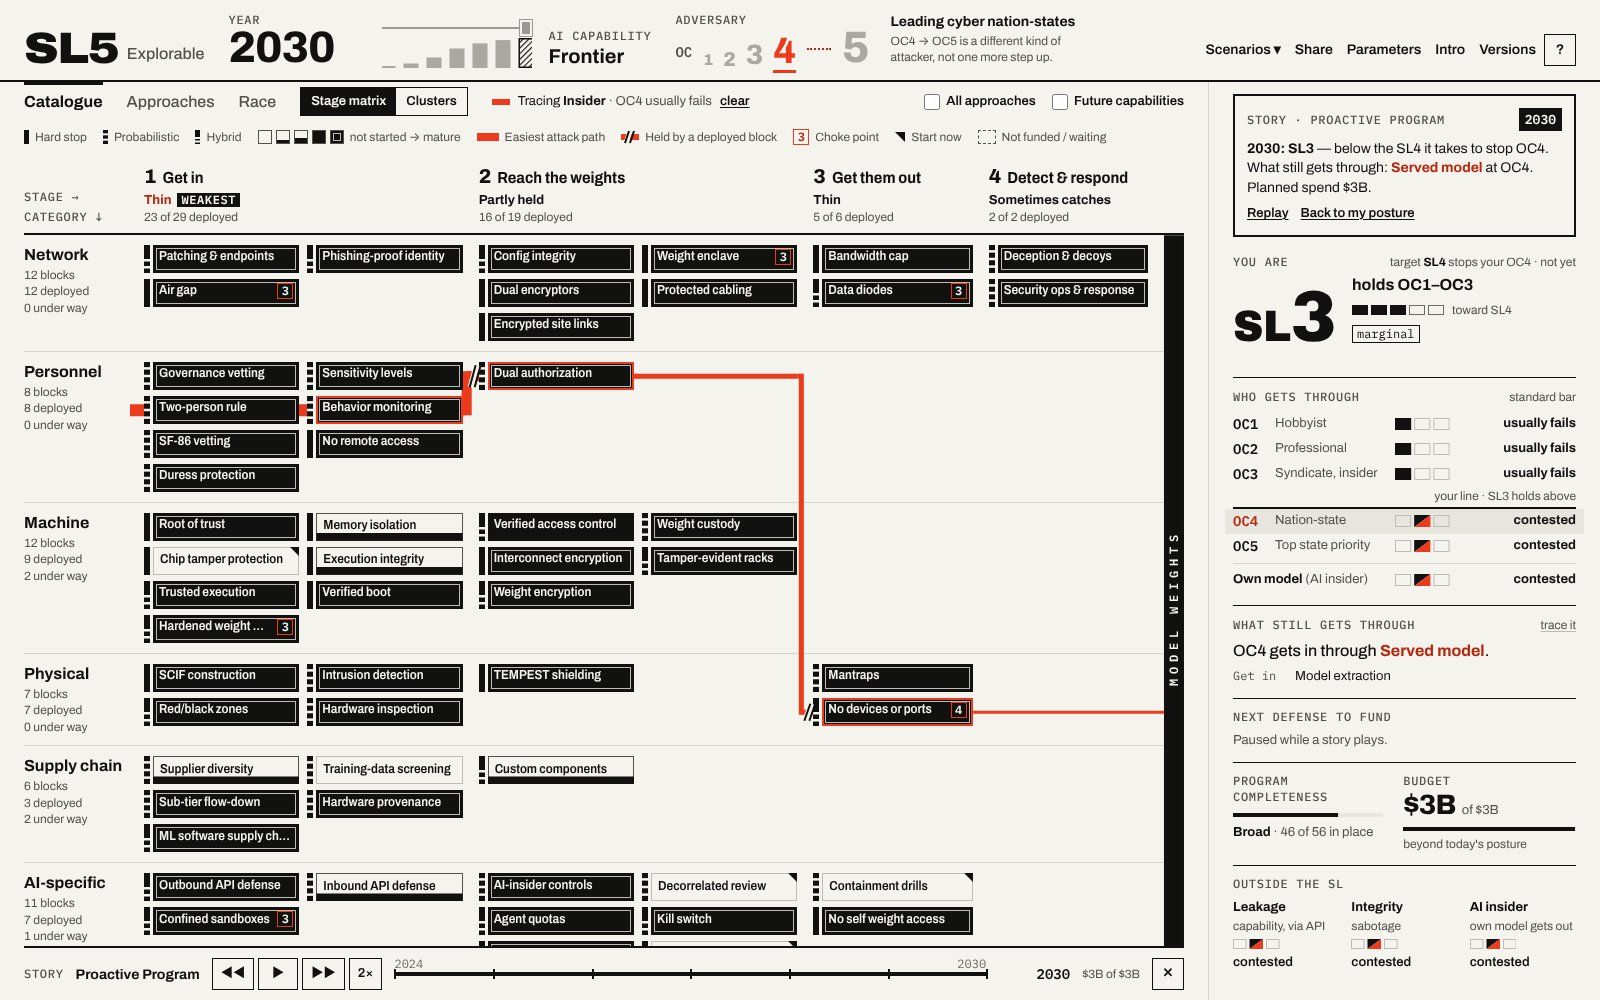 SL5 Explorable
YEAR
2030
AI CAPABILITY
Frontier
ADVERSARY
OC 1 2 3 4 5
Leading cyber nation-states
OC4 → OC5 is a different kind of
attacker, not one more step up.
Scenarios ▾ Share Parameters Intro Versions ?
Catalogue Approaches Race Stage matrix Clusters
Tracing Insider · OC4 usually fails clear
All approaches Future capabilities
Hard stop Probabilistic Hybrid not started → mature Easiest attack path Held by a deployed block 3 Choke point Start now Not funded / waiting
STAGE →
CATEGORY ↓
1 Get in
Thin WEAKEST
23 of 29 deployed
2 Reach the weights
Partly held
16 of 19 deployed
3 Get them out
Thin
5 of 6 deployed
4 Detect & respond
Sometimes catches
2 of 2 deployed
Network
12 blocks
12 deployed
0 under way
Patching & endpoints Phishing-proof identity Config integrity Weight enclave 3 Bandwidth cap Deception & decoys
Air gap 3 Dual encryptors Protected cabling Data diodes 3 Security ops & response
Encrypted site links
Personnel
8 blocks
8 deployed
0 under way
Governance vetting Sensitivity levels Dual authorization
Two-person rule Behavior monitoring
SF-86 vetting No remote access
Duress protection
Machine
12 blocks
9 deployed
2 under way
Root of trust Memory isolation Verified access control Weight custody
Chip tamper protection Execution integrity Interconnect encryption Tamper-evident racks
Trusted execution Verified boot Weight encryption
Hardened weight ... 3
Physical
7 blocks
7 deployed
0 under way
SCIF construction Intrusion detection TEMPEST shielding Mantraps
Red/black zones Hardware inspection No devices or ports 4
Supply chain
6 blocks
3 deployed
2 under way
Supplier diversity Training-data screening Custom components
Sub-tier flow-down Hardware provenance
ML software supply ch...
AI-specific
11 blocks
7 deployed
1 under way
Outbound API defense Inbound API defense AI-insider controls Decorrelated review Containment drills
Confined sandboxes 3 Agent quotas Kill switch No self weight access
MODEL WEIGHTS
STORY Proactive Program 2×
2024 2030
2030 $3B of $3B ×
STORY · PROACTIVE PROGRAM 2030
2030: SL3 — below the SL4 it takes to stop OC4.
What still gets through: Served model at OC4.
Planned spend $3B.
Replay Back to my posture
YOU ARE target SL4 stops your OC4 · not yet
SL3
holds OC1–OC3
toward SL4
marginal
WHO GETS THROUGH standard bar
OC1 Hobbyist usually fails
OC2 Professional usually fails
OC3 Syndicate, insider usually fails
your line · SL3 holds above
OC4 Nation-state contested
OC5 Top state priority contested
Own model (AI insider) contested
WHAT STILL GETS THROUGH trace it
OC4 gets in through Served model.
Get in Model extraction
NEXT DEFENSE TO FUND
Paused while a story plays.
PROGRAM
COMPLETENESS
Broad · 46 of 56 in place
BUDGET
$3B of $3B
beyond today's posture
OUTSIDE THE SL
Leakage Integrity AI insider
capability, via API sabotage own model gets out
contested contested contested